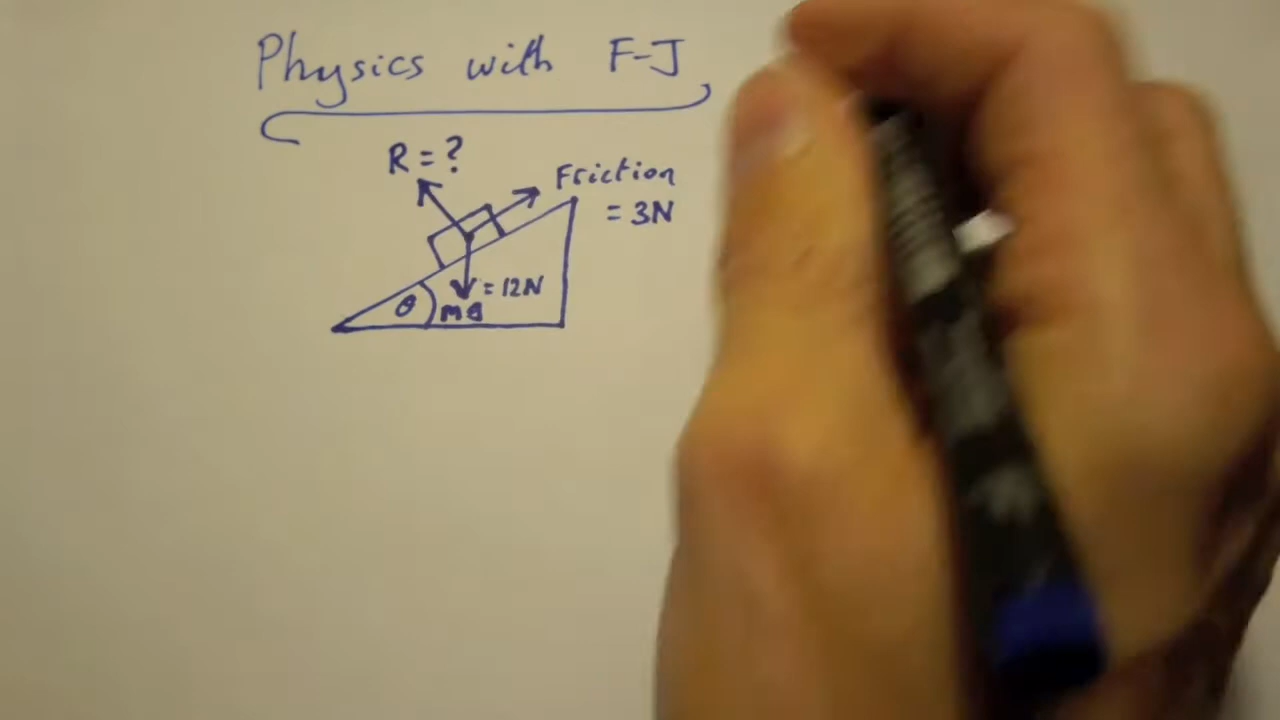 Physics with F-J
R = ?
Friction
= 3N
= 12N
θ
mg